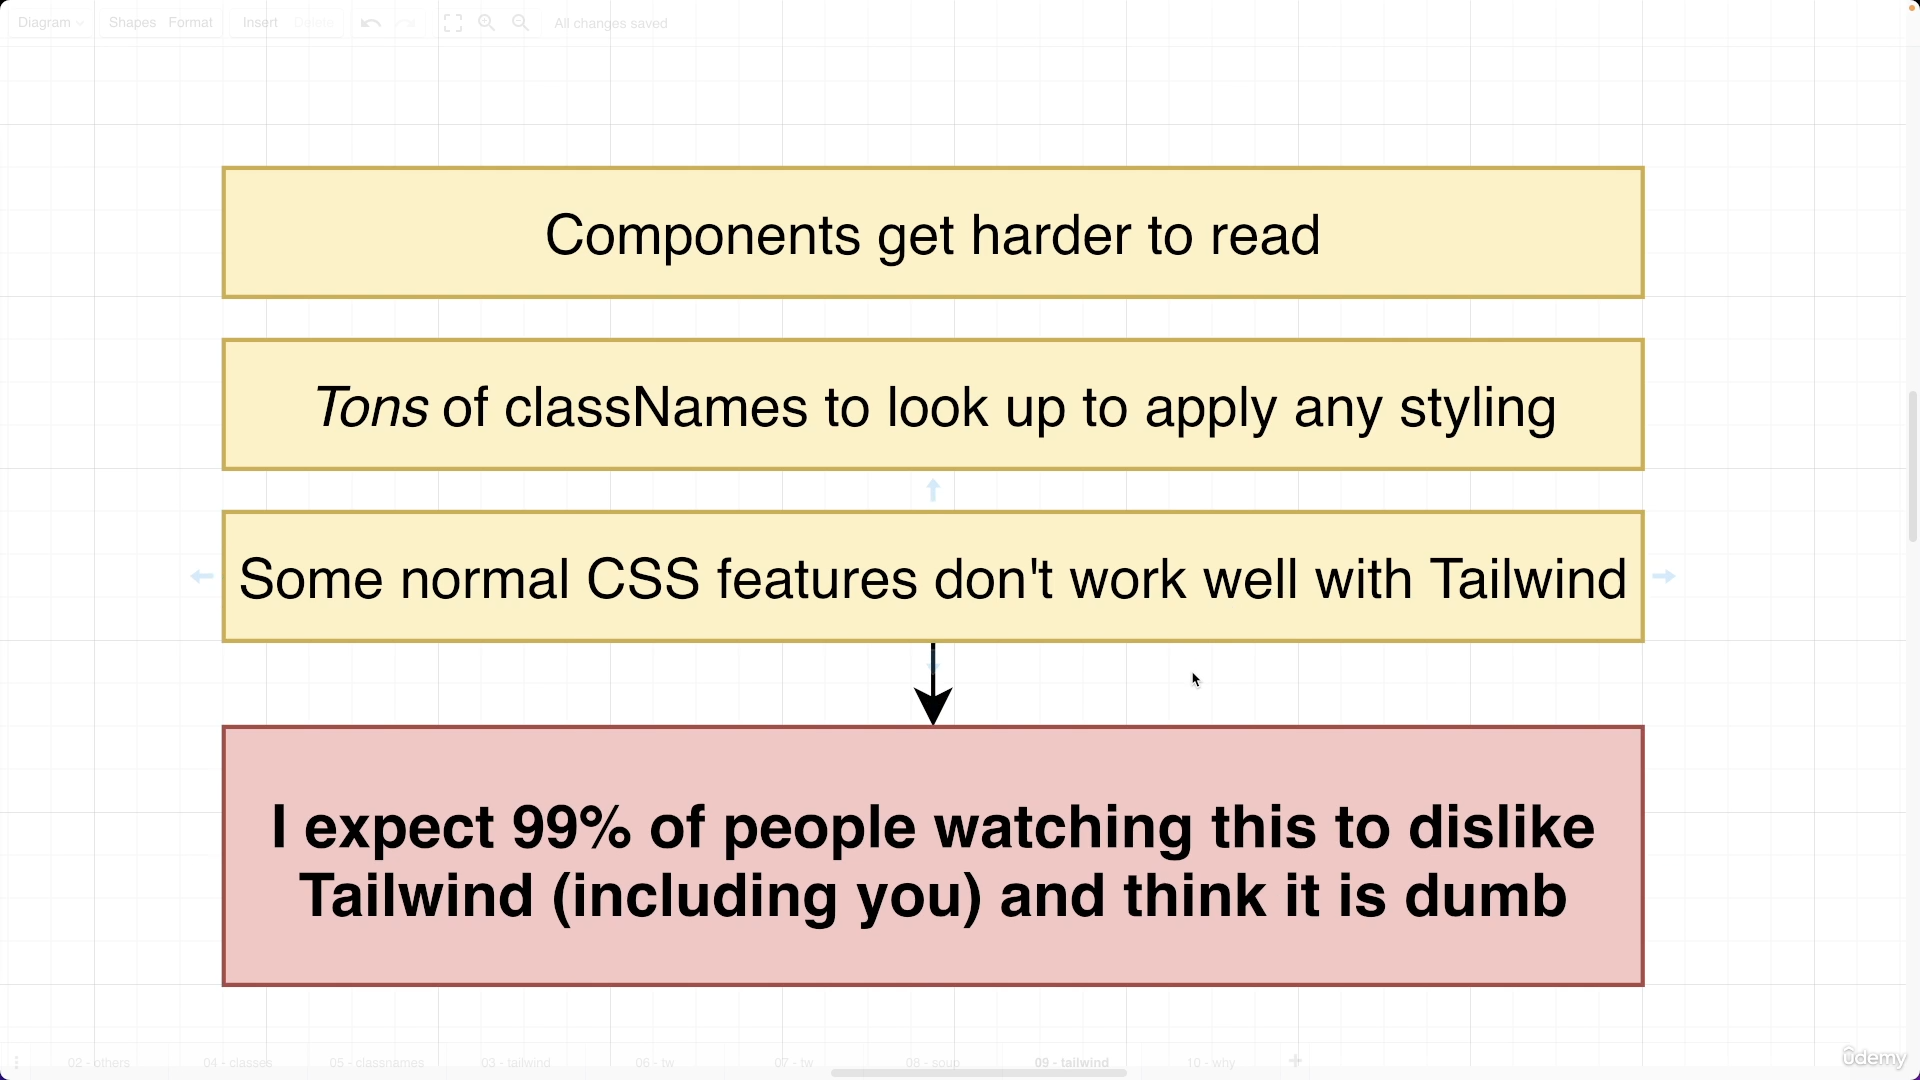 Diagram Shapes Format Insert Delete All changes saved
Components get harder to read
Tons of classNames to look up to apply any styling
Some normal CSS features don't work well with Tailwind
I expect 99% of people watching this to dislike
Tailwind (including you) and think it is dumb
02 - others 04 - classes 05 - classnames 03 - tailwind 06 - tw 07 - tw 08 - soup 09 - tailwind 10 - why
ûdemy